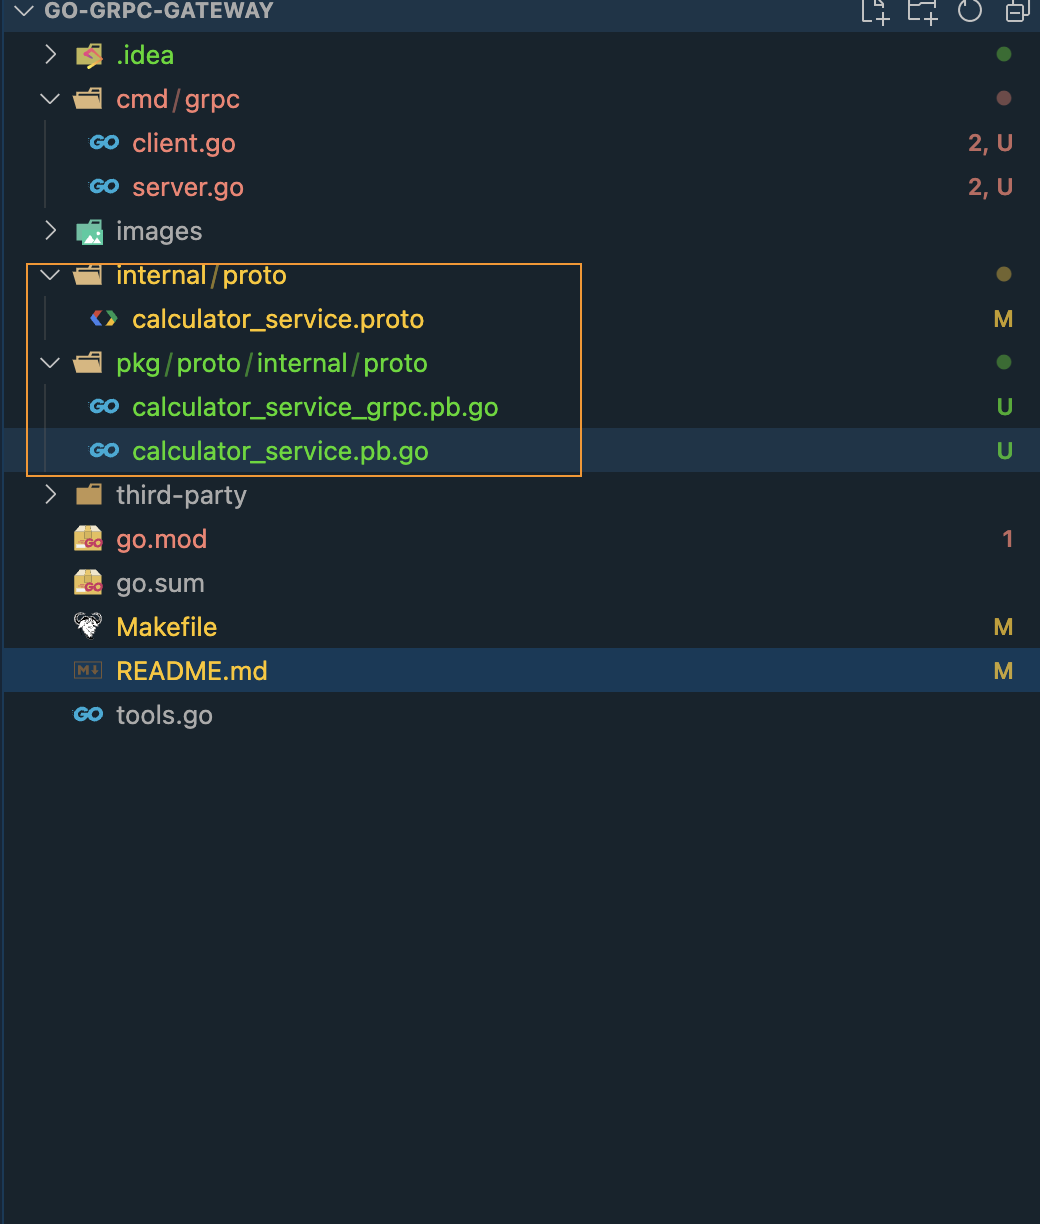 GO-GRPC-GATEWAY
.idea
cmd/grpc
GO client.go 2, U
GO server.go 2, U
images
internal/proto
calculator_service.proto M
pkg/proto/internal/proto
GO calculator_service_grpc.pb.go U
GO calculator_service.pb.go U
third-party
GO go.mod 1
GO go.sum
Makefile M
M README.md M
GO tools.go